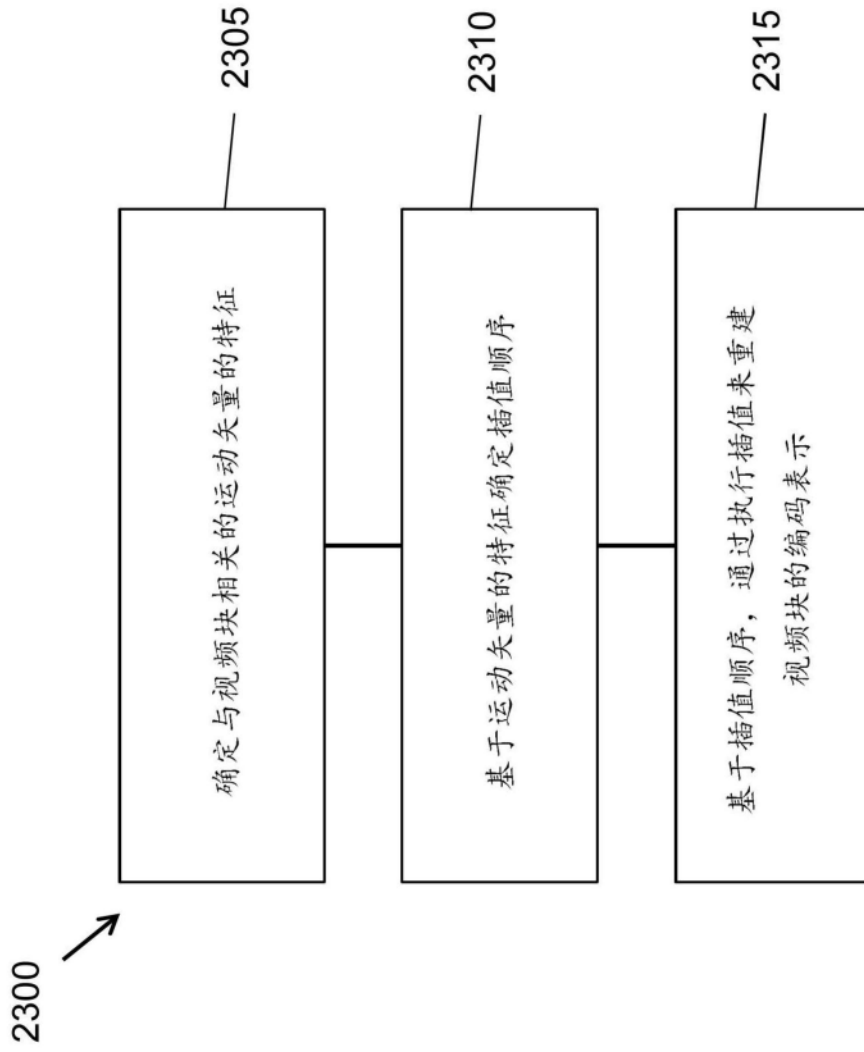 2300
确定与视频块相关的运动矢量的特征
2305
基于运动矢量的特征确定插值顺序
2310
基于插值顺序，通过执行插值来重建
视频块的编码表示
2315